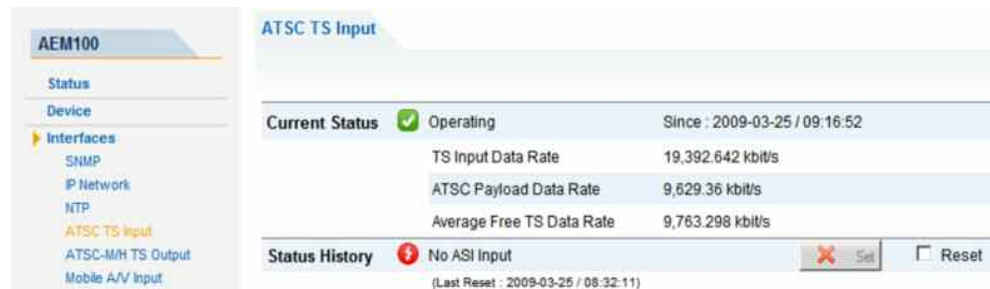 AEM100
Status
Device
Interfaces
SNMP
IP Network
NTP
ATSC TS Input
ATSC-M/H TS Output
Mobile A/V Input
ATSC TS Input
Current Status Operating Since : 2009-03-25 / 09:16:52
TS Input Data Rate 19,392.642 kbit/s
ATSC Payload Data Rate 9,629.36 kbit/s
Average Free TS Data Rate 9,763.298 kbit/s
Status History No ASI Input Set Reset
(Last Reset : 2009-03-25 / 08:32:11)